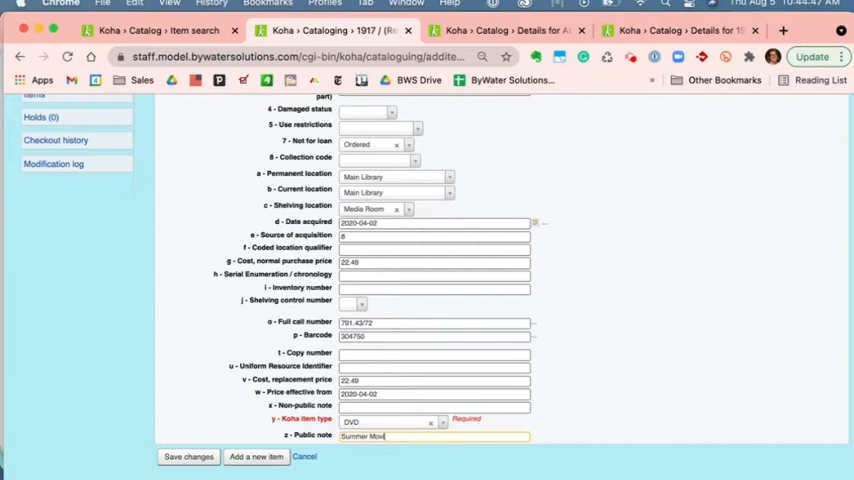 Chrome File Edit View History Bookmarks Profiles Tab Window Help Thu Aug 5 10:44:47 AM
Koha › Catalog › Item search × Koha › Cataloging › 1917 / (Re × Koha › Catalog › Details for Al × Koha › Catalog › Details for 19 ×
staff.model.bywatersolutions.com/cgi-bin/koha/cataloguing/additte... Update
Apps Sales BWS Drive ByWater Solutions... » Other Bookmarks Reading List
Items
Holds (0)
Checkout history
Modification log
part)
4 - Damaged status
5 - Use restrictions
7 - Not for loan Ordered ×
8 - Collection code
a - Permanent location Main Library
b - Current location Main Library
c - Shelving location Media Room ×
d - Date acquired 2020-04-02 ...
e - Source of acquisition 8
f - Coded location qualifier
g - Cost, normal purchase price 22.49
h - Serial Enumeration / chronology
i - Inventory number
j - Shelving control number
o - Full call number 791.43/72 ...
p - Barcode 304750 ...
t - Copy number
u - Uniform Resource Identifier
v - Cost, replacement price 22.49
w - Price effective from 2020-04-02
x - Non-public note
y - Koha item type DVD × Required
z - Public note Summer Movi
Save changes Add a new item Cancel